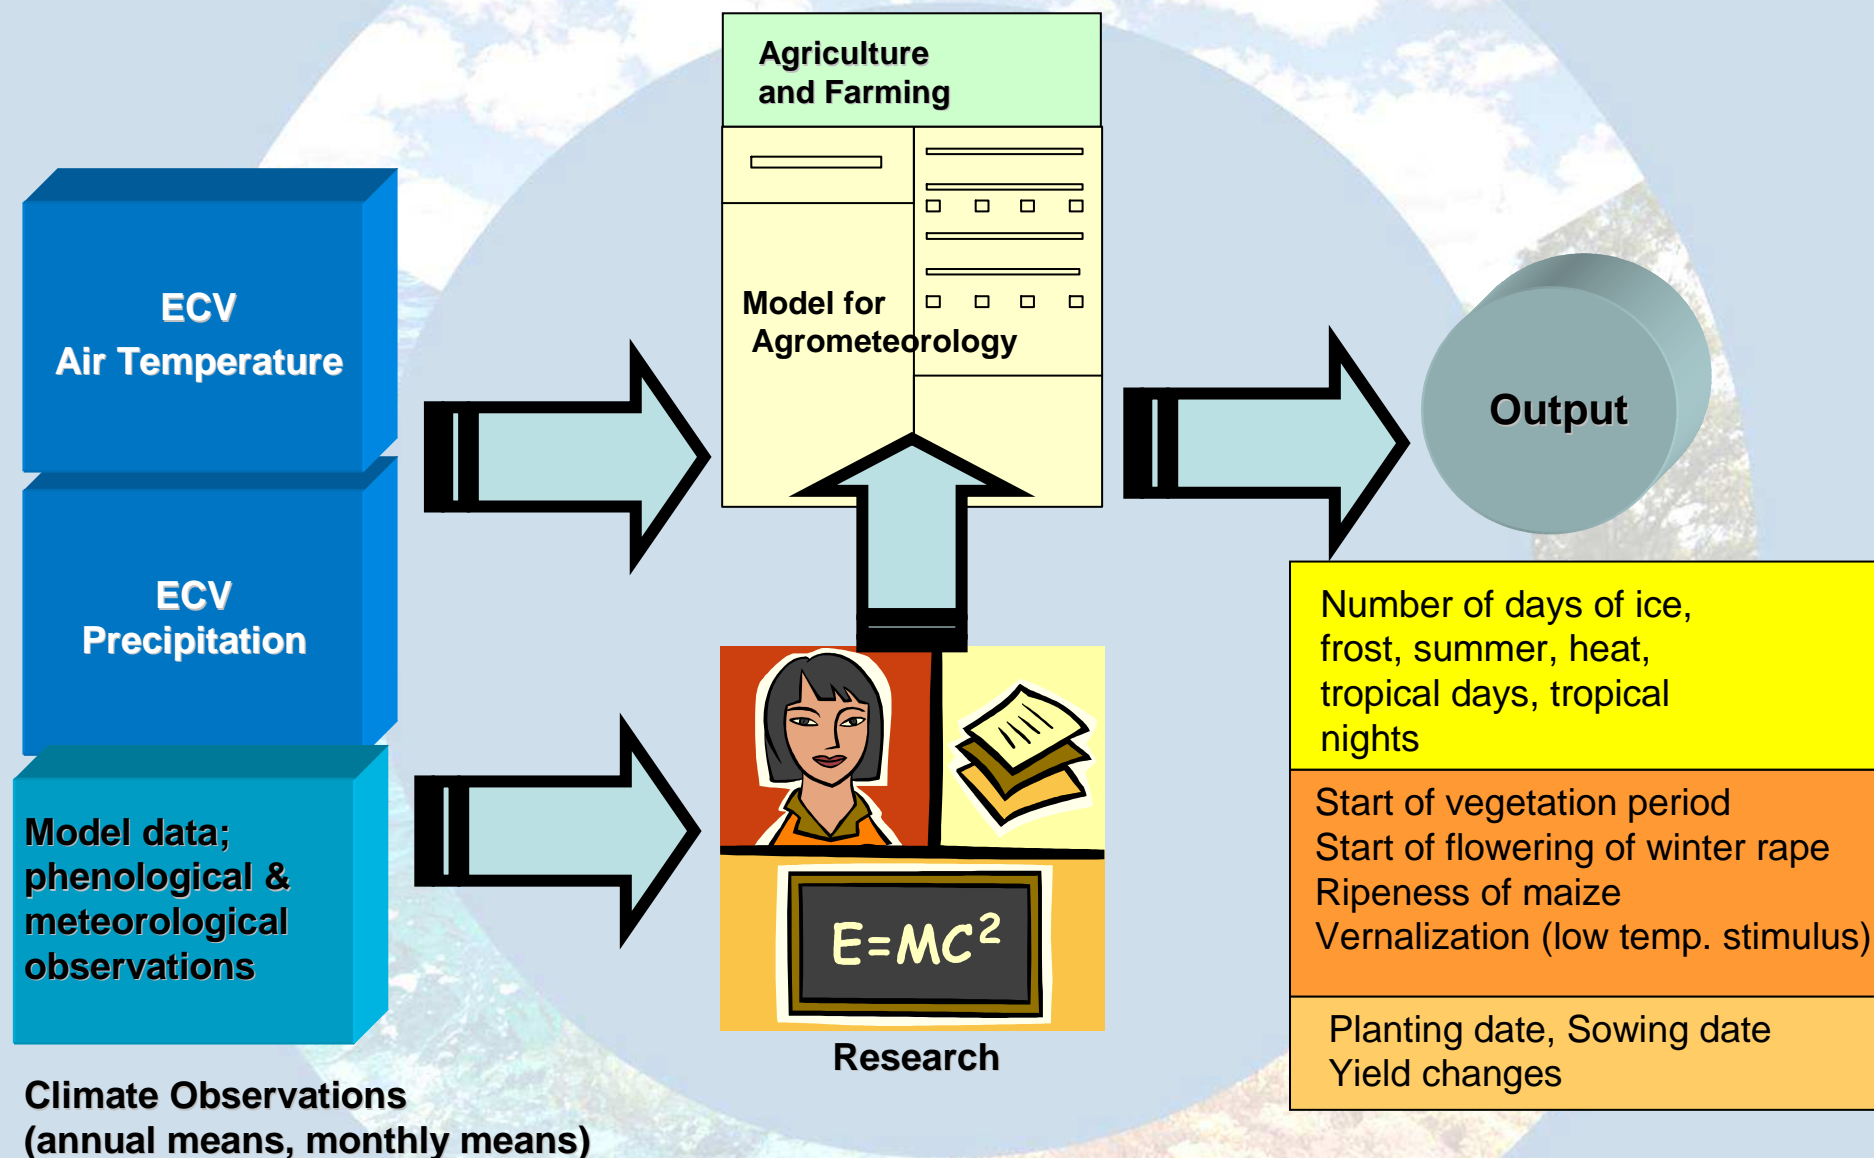 Agriculture
and Farming
ECV
Air Temperature
ECV
Precipitation
Model data;
phenological &
meteorological
observations
Climate Observations
(annual means, monthly means)
Model for
Agrometeorology
E=MC²
Research
Output
Number of days of ice,
frost, summer, heat,
tropical days, tropical
nights
Start of vegetation period
Start of flowering of winter rape
Ripeness of maize
Vernalization (low temp. stimulus)
Planting date, Sowing date
Yield changes